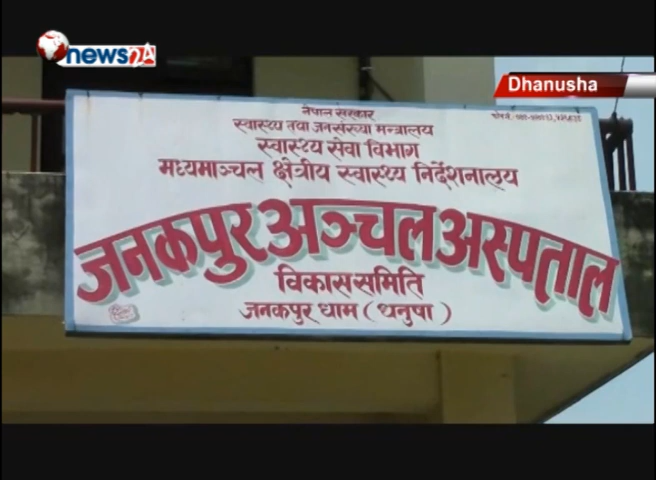 news24
Dhanusha
नेपाल सरकार
स्वास्थ्य तथा जनसंख्या मन्त्रालय
स्वास्थ्य सेवा विभाग
मध्यमाञ्चल क्षेत्रीय स्वास्थ्य निर्देशनालय
जनकपुर अञ्चल अस्पताल
विकास समिति
जनकपुर धाम (धनुषा)